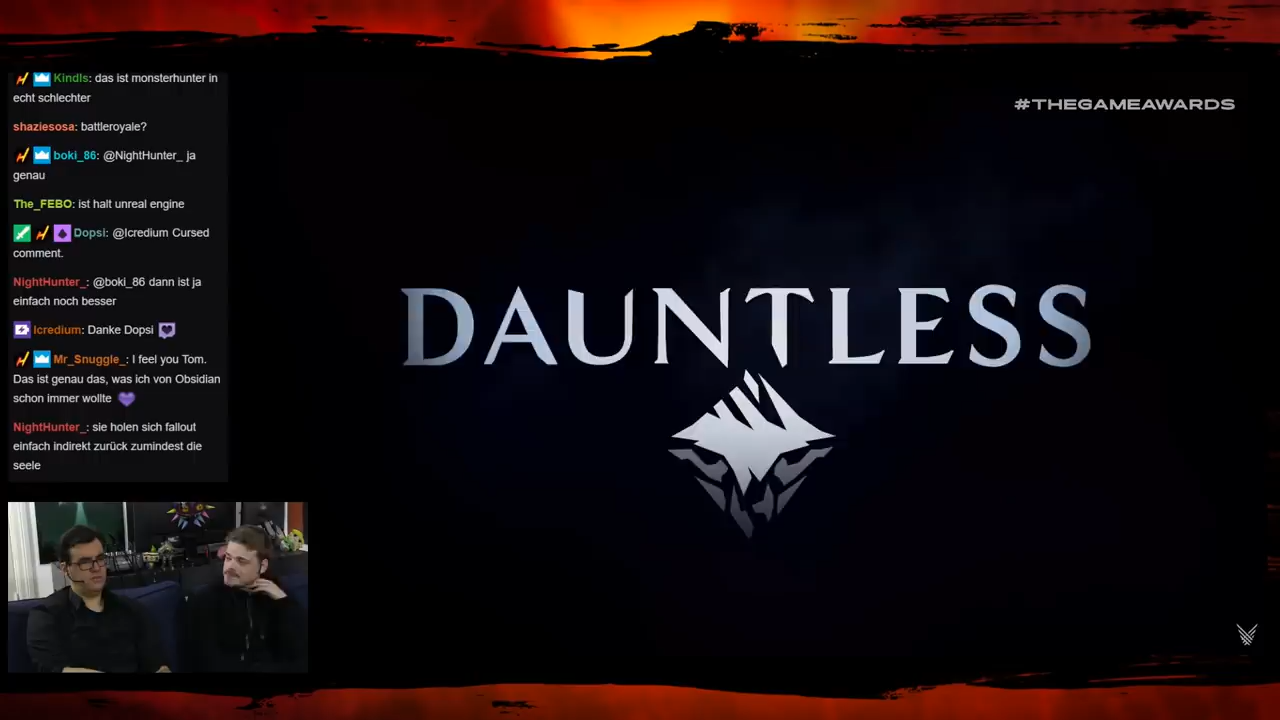 Kindls: das ist monsterhunter in
echt schlechter
shaziesosa: battleroyale?
boki_86: @NightHunter_ ja
genau
The_FEBO: ist halt unreal engine
Dopsi: @Icredium Cursed
comment.
NightHunter_: @boki_86 dann ist ja
einfach noch besser
Icredium: Danke Dopsi
Mr_Snuggle_: I feel you Tom.
Das ist genau das, was ich von Obsidian
schon immer wollte
NightHunter_: sie holen sich fallout
einfach indirekt zurück zumindest die
seele
#THEGAMEAWARDS
DAUNTLESS